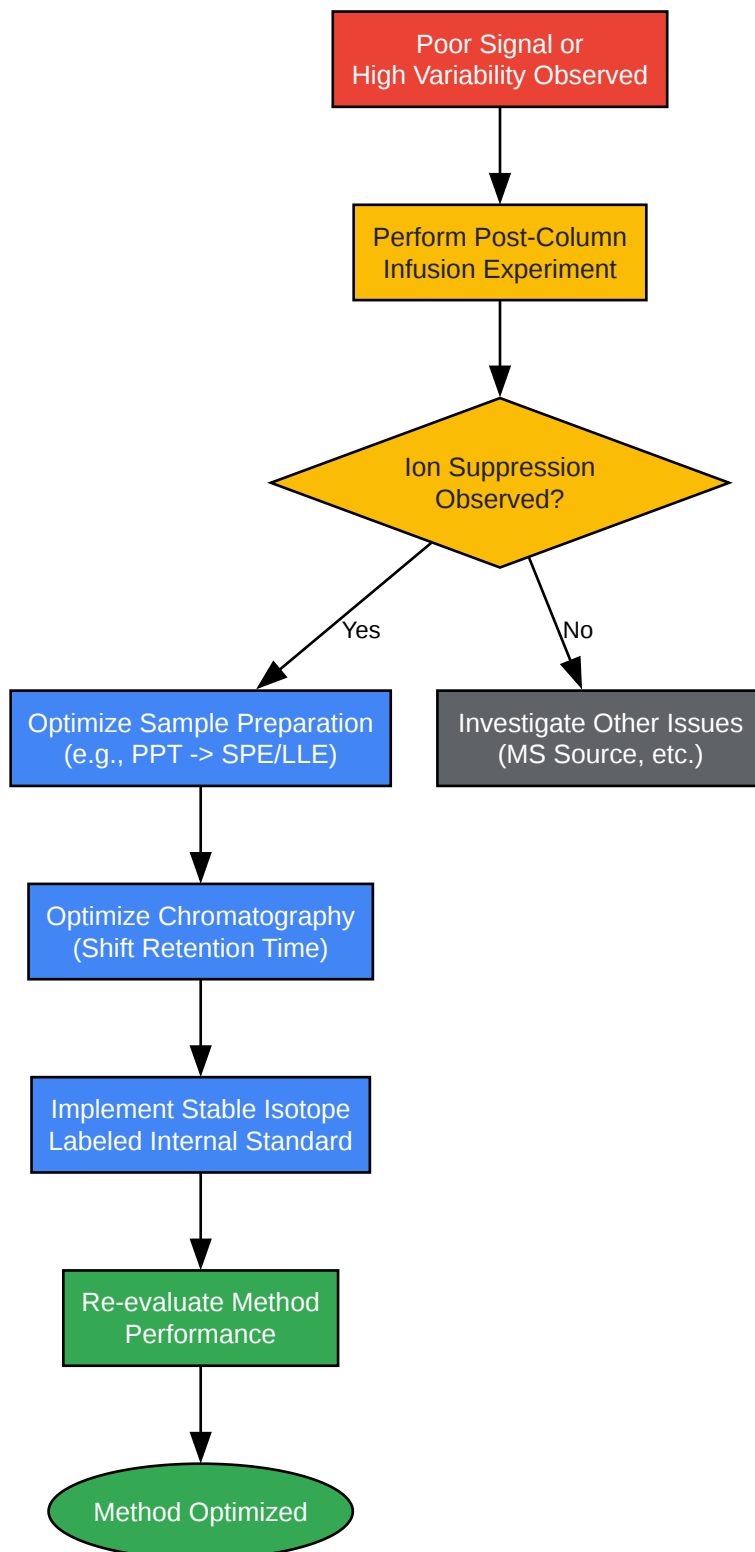 Poor Signal or
High Variability Observed
Perform Post-Column
Infusion Experiment
Ion Suppression
Observed?
Yes
No
Optimize Sample Preparation
(e.g., PPT -> SPE/LLE)
Investigate Other Issues
(MS Source, etc.)
Optimize Chromatography
(Shift Retention Time)
Implement Stable Isotope
Labeled Internal Standard
Re-evaluate Method
Performance
Method Optimized